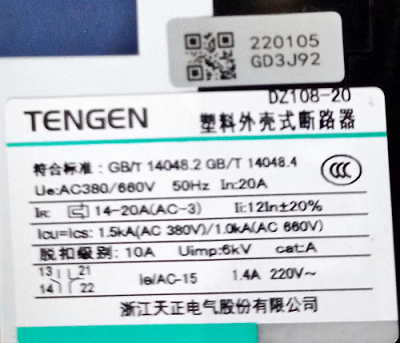 220105
GD3J92
DZ108-20
TENGEN 塑料外壳式断路器
符合标准：GB/T 14048.2 GB/T 14048.4
Ue:AC380/660V 50Hz In:20A
Ir: 14-20A(AC-3) Ii:12In±20%
Icu=Ics: 1.5kA(AC 380V)/1.0kA(AC 660V)
脱扣级别: 10A Uimp:6kV cat:A
13 21
14 22 Ie/AC-15 1.4A 220V~
浙江天正电气股份有限公司